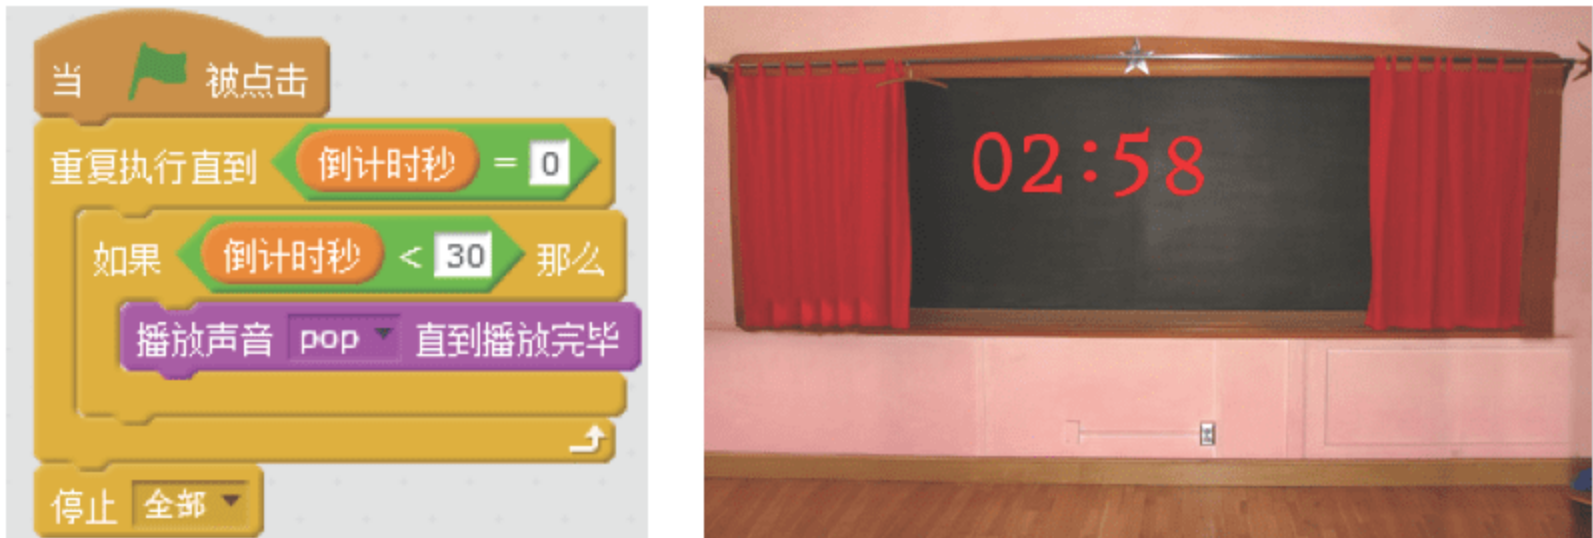 当 被点击
重复执行直到 倒计时秒 = 0
如果 倒计时秒 < 30 那么
播放声音 pop 直到播放完毕
停止 全部
02:58